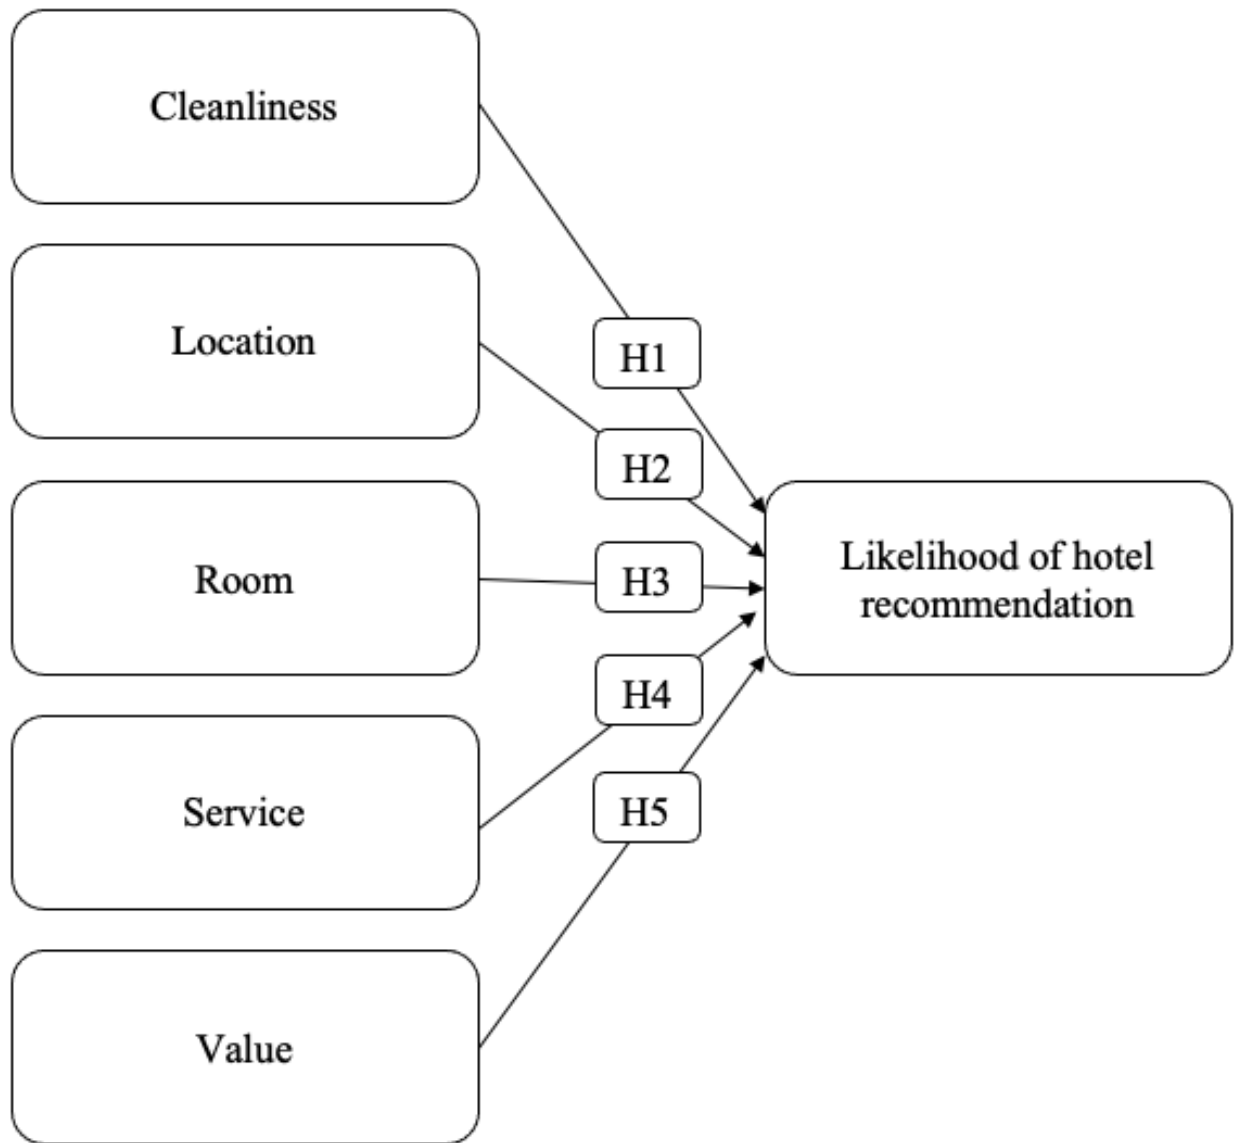 Cleanliness
Location
Room
Service
Value
H1
H2
H3
H4
H5
Likelihood of hotel
recommendation